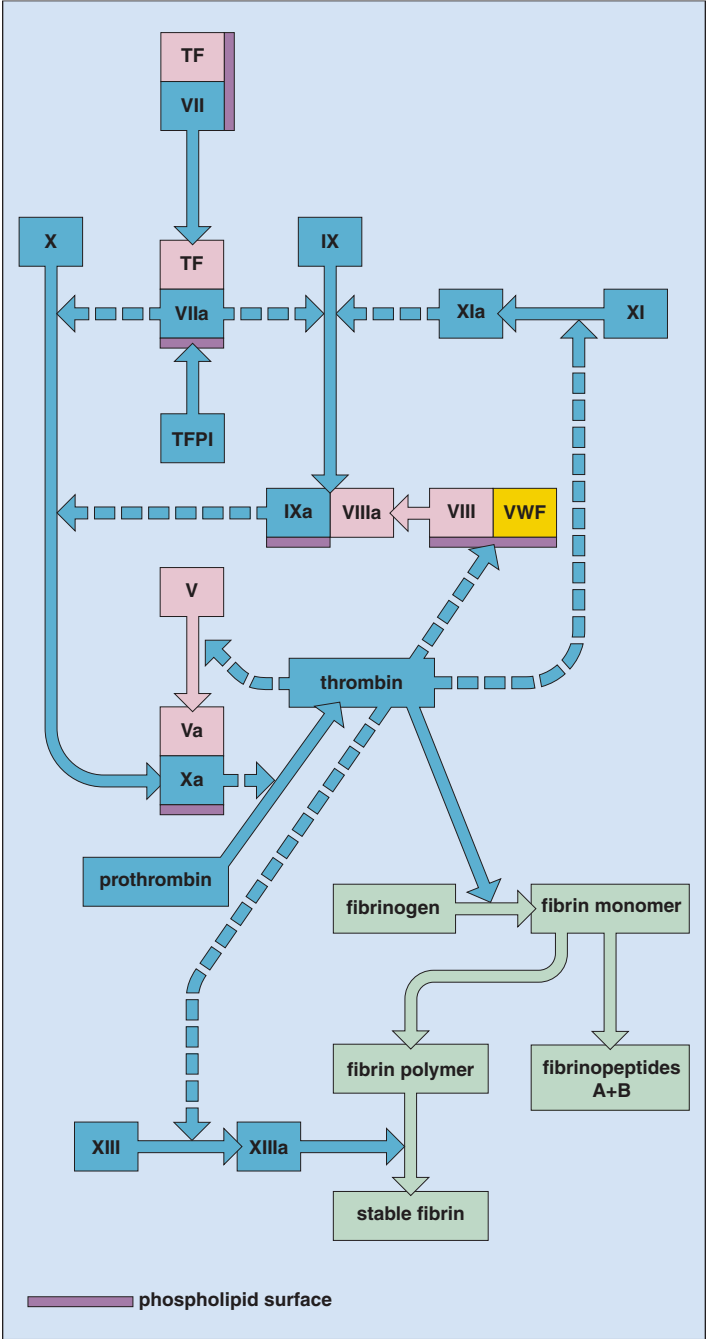 TF
VII
X
IX
TF
VIIa
XIa
XI
TFPI
IXa
VIIIa
VIII
VWF
V
thrombin
Va
Xa
prothrombin
fibrinogen
fibrin monomer
fibrin polymer
fibrinopeptides
A+B
XIII
XIIIa
stable fibrin
phospholipid surface